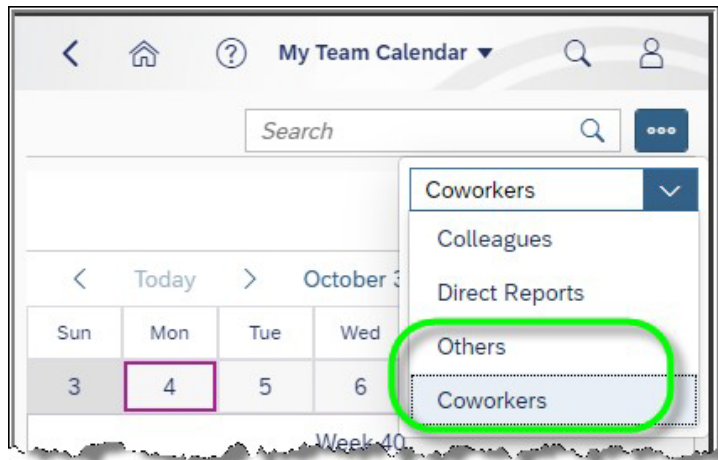 My Team Calendar
Search
Coworkers
Colleagues
Direct Reports
Others
Coworkers
Today October 3
Sun Mon Tue Wed
3 4 5 6
Week 40